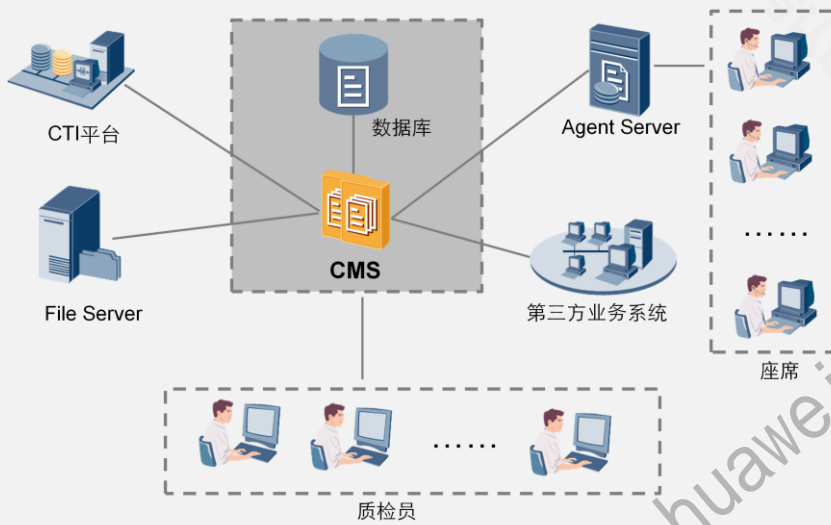 CTI平台
数据库
Agent Server
CMS
File Server
第三方业务系统
......
座席
......
质检员
huawei